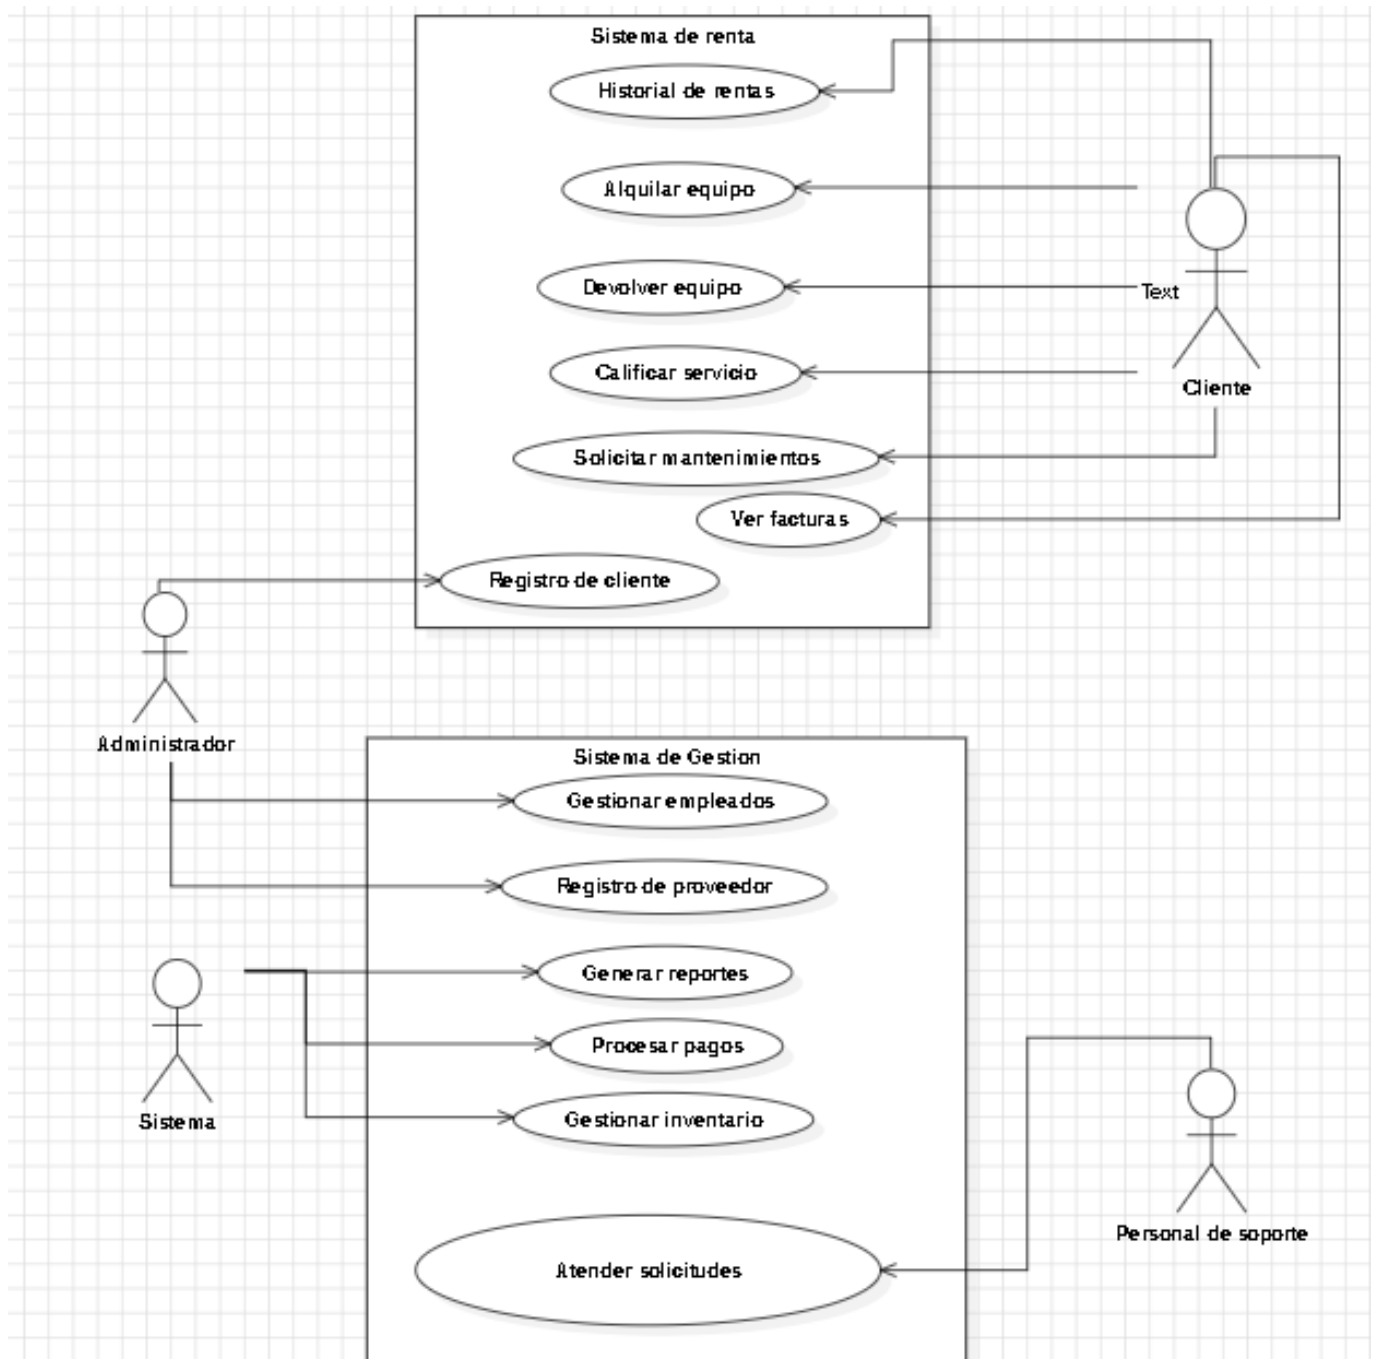 Sistema de renta
Historial de rentas
Alquilar equipo
Devolver equipo
Text
Calificar servicio
Cliente
Solicitar mantenimientos
Ver facturas
Registro de cliente
Administrador
Sistema de Gestion
Gestionar empleados
Registro de proveedor
Generar reportes
Procesar pagos
Gestionar inventario
Sistema
Personal de soporte
Atender solicitudes